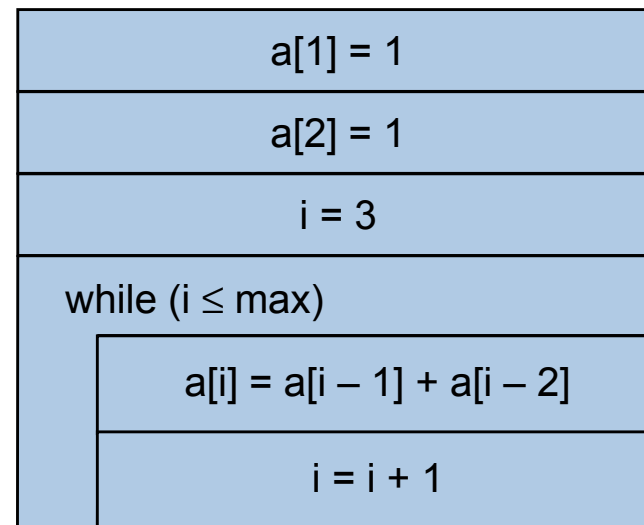 a[1] = 1
a[2] = 1
i = 3
while (i ≤ max)
a[i] = a[i – 1] + a[i – 2]
i = i + 1